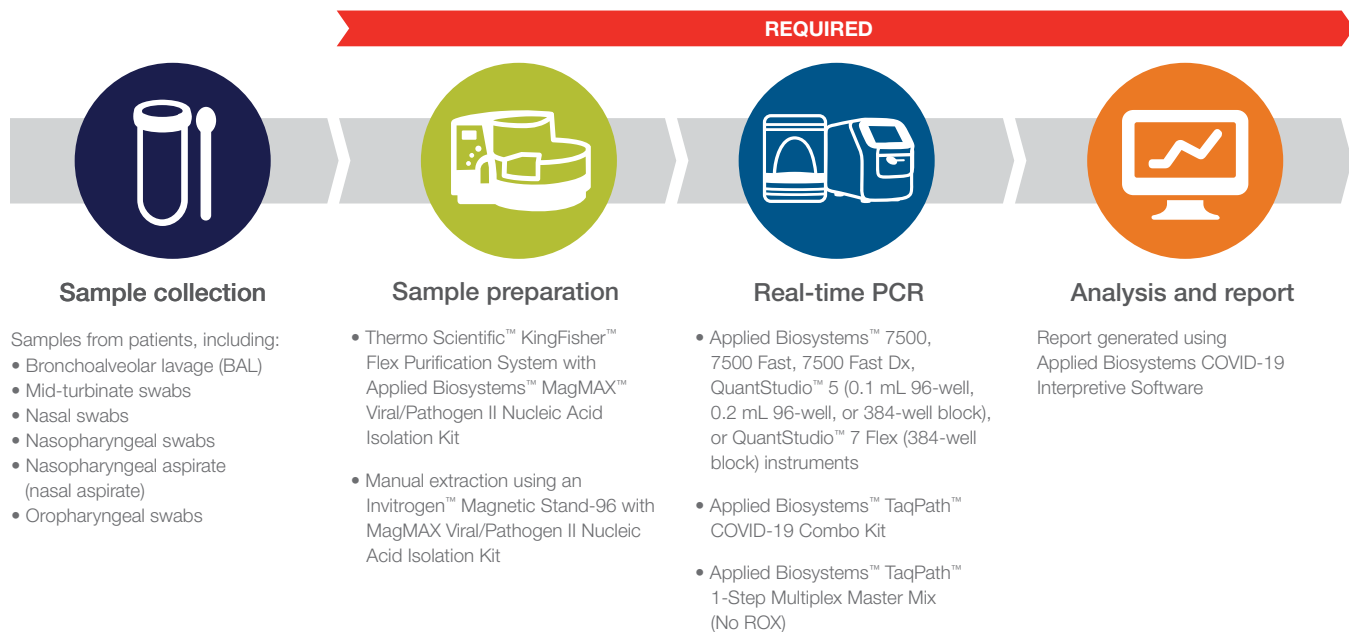 REQUIRED
Sample collection
Samples from patients, including:
• Bronchoalveolar lavage (BAL)
• Mid-turbinate swabs
• Nasal swabs
• Nasopharyngeal swabs
• Nasopharyngeal aspirate
(nasal aspirate)
• Oropharyngeal swabs
Sample preparation
• Thermo Scientific™ KingFisher™
Flex Purification System with
Applied Biosystems™ MagMAX™
Viral/Pathogen II Nucleic Acid
Isolation Kit
• Manual extraction using an
Invitrogen™ Magnetic Stand-96 with
MagMAX Viral/Pathogen II Nucleic
Acid Isolation Kit
Real-time PCR
• Applied Biosystems™ 7500,
7500 Fast, 7500 Fast Dx,
QuantStudio™ 5 (0.1 mL 96-well,
0.2 mL 96-well, or 384-well block),
or QuantStudio™ 7 Flex (384-well
block) instruments
• Applied Biosystems™ TaqPath™
COVID-19 Combo Kit
• Applied Biosystems™ TaqPath™
1-Step Multiplex Master Mix
(No ROX)
Analysis and report
Report generated using
Applied Biosystems COVID-19
Interpretive Software